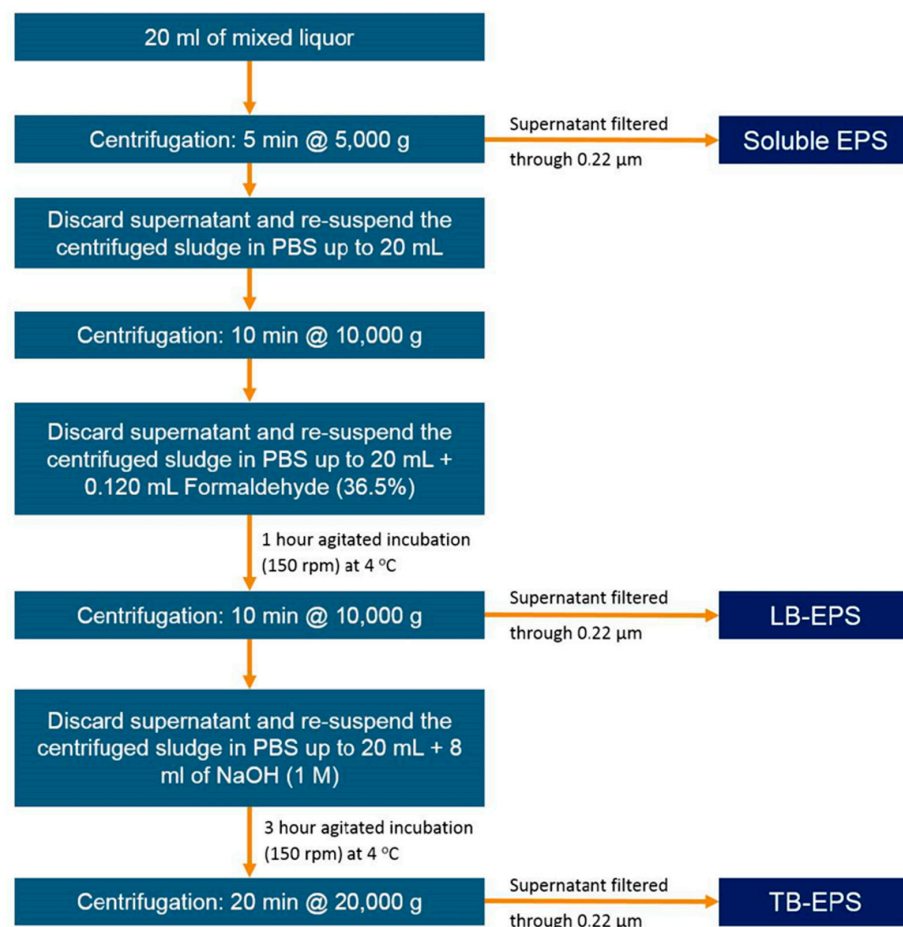 20 ml of mixed liquor
Centrifugation: 5 min @ 5,000 g
Supernatant filtered
through 0.22 µm
Soluble EPS
Discard supernatant and re-suspend the
centrifuged sludge in PBS up to 20 mL
Centrifugation: 10 min @ 10,000 g
Discard supernatant and re-suspend the
centrifuged sludge in PBS up to 20 mL +
0.120 mL Formaldehyde (36.5%)
1 hour agitated incubation
(150 rpm) at 4 °C
Centrifugation: 10 min @ 10,000 g
Supernatant filtered
through 0.22 µm
LB-EPS
Discard supernatant and re-suspend the
centrifuged sludge in PBS up to 20 mL + 8
ml of NaOH (1 M)
3 hour agitated incubation
(150 rpm) at 4 °C
Centrifugation: 20 min @ 20,000 g
Supernatant filtered
through 0.22 µm
TB-EPS